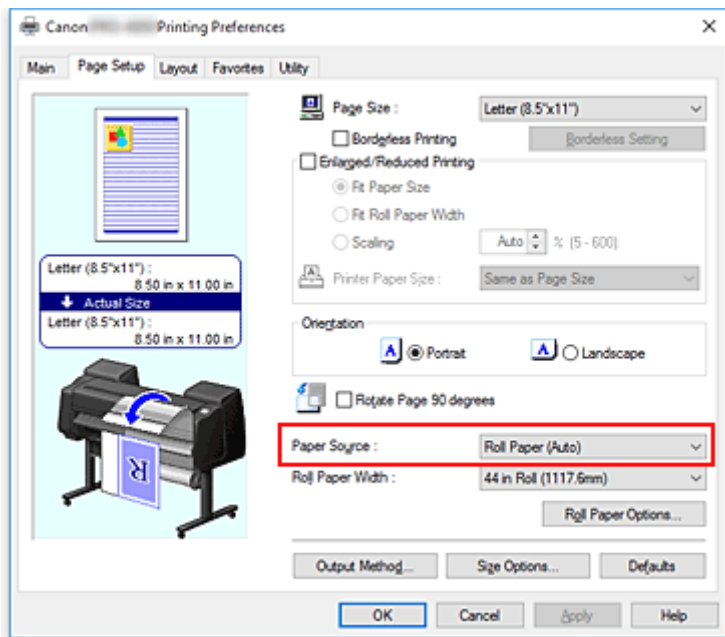 Canon Printing Preferences
Main Page Setup Layout Favorites Utility
Page Size : Letter (8.5"x11")
Borderless Printing Borderless Setting
Enlarged/Reduced Printing
Fit Paper Size
Fit Roll Paper Width
Scaling Auto % (5 - 600)
Printer Paper Size : Same as Page Size
Letter (8.5"x11") :
8.50 in x 11.00 in
Actual Size
Letter (8.5"x11") :
8.50 in x 11.00 in
Orientation
A Portrait A Landscape
Rotate Page 90 degrees
R
Paper Source : Roll Paper (Auto)
Roll Paper Width : 44 in Roll (1117.6mm)
Roll Paper Options...
Output Method... Size Options... Defaults
OK Cancel Apply Help